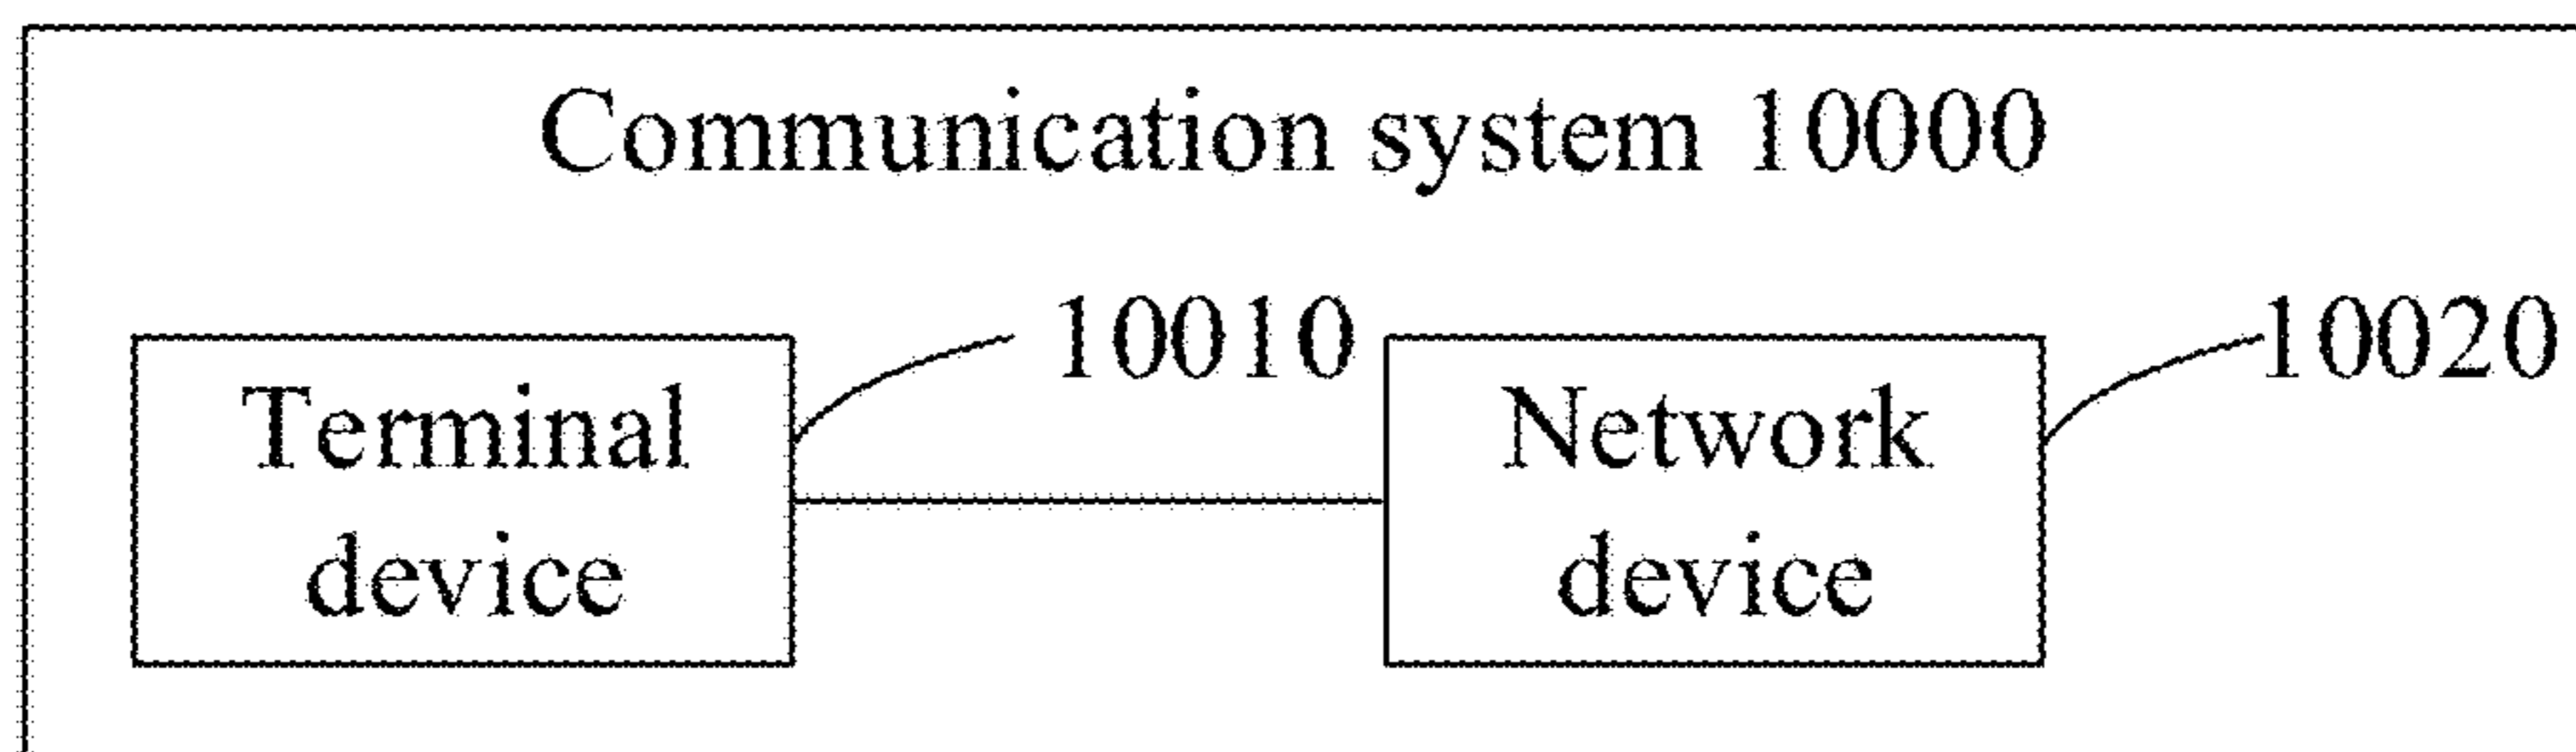 Communication system 10000
10010
10020
Terminal
device
Network
device